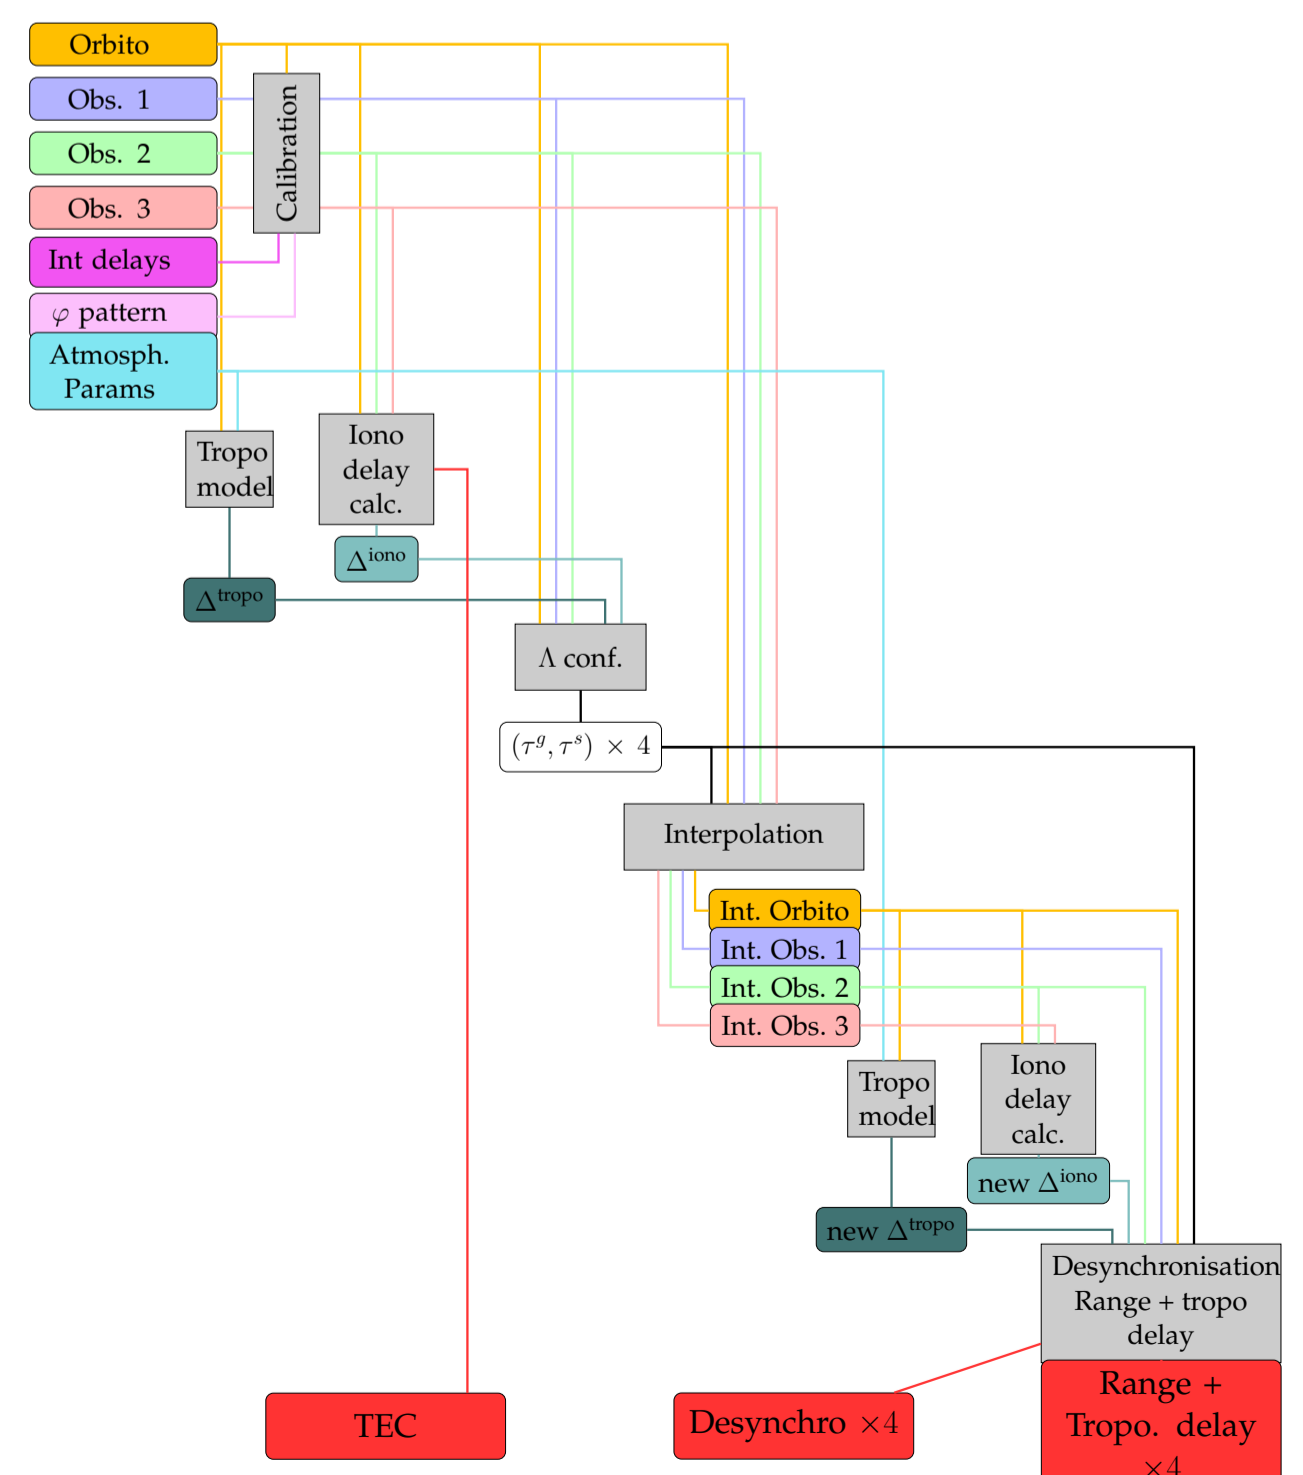 Orbito
Obs. 1
Obs. 2
Obs. 3
Int delays
φ pattern
Atmosph.
Params
Calibration
Tropo
model
Iono
delay
calc.
Δ^iono
Δ^tropo
Λ conf.
(τ^g, τ^s) × 4
Interpolation
Int. Orbito
Int. Obs. 1
Int. Obs. 2
Int. Obs. 3
Tropo
model
Iono
delay
calc.
new Δ^iono
new Δ^tropo
Desynchronisation
Range + tropo
delay
TEC
Desynchro ×4
Range +
Tropo. delay
×4